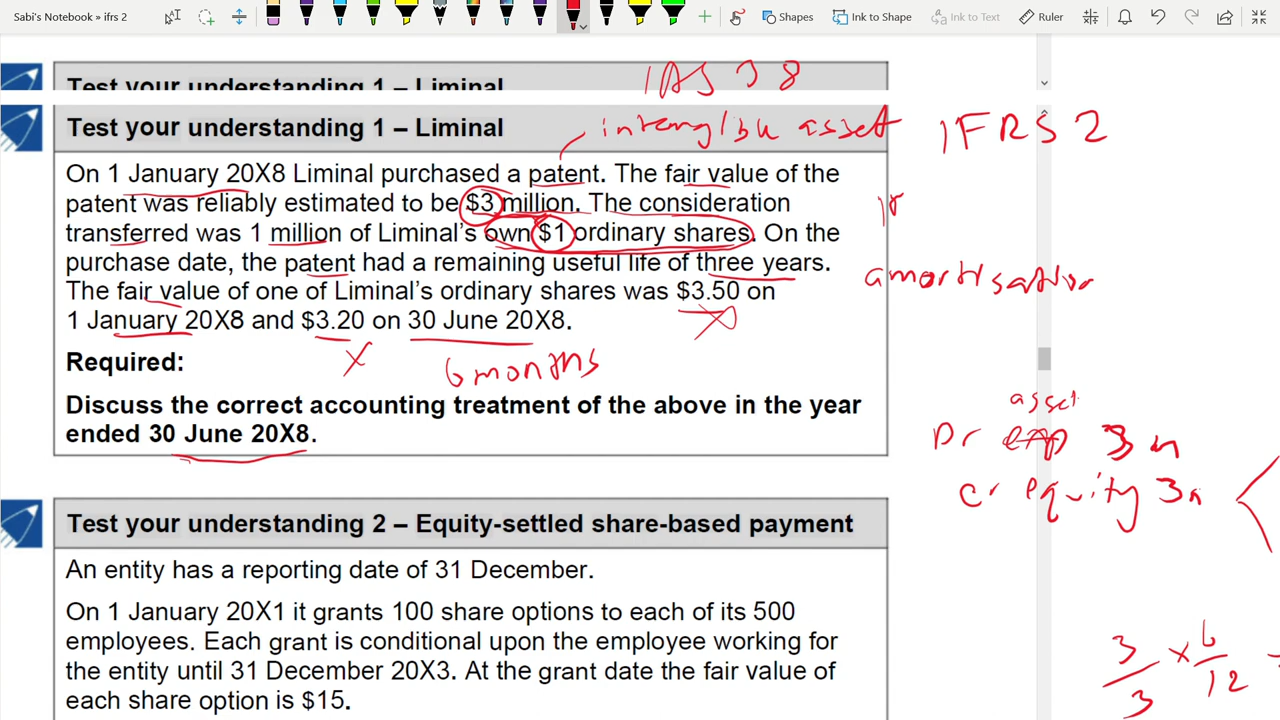 Sabi's Notebook » ifrs 2
Shapes
Ink to Shape
Ink to Text
Ruler
Test your understanding 1 – Liminal
IAS 38
Test your understanding 1 – Liminal
asset
IFRS 2
On 1 January 20X8 Liminal purchased a patent. The fair value of the
patent was reliably estimated to be $3 million. The consideration
transferred was 1 million of Liminal's own $1 ordinary shares. On the
purchase date, the patent had a remaining useful life of three years.
amortisation
The fair value of one of Liminal's ordinary shares was $3.50 on
1 January 20X8 and $3.20 on 30 June 20X8.
X
X
6 months
Required:
Discuss the correct accounting treatment of the above in the year
ended 30 June 20X8.
asset
Dr exp 3m
Cr equity 3m
Test your understanding 2 – Equity-settled share-based payment
An entity has a reporting date of 31 December.
On 1 January 20X1 it grants 100 share options to each of its 500
employees. Each grant is conditional upon the employee working for
the entity until 31 December 20X3. At the grant date the fair value of
each share option is $15.
3/3 × 6/12